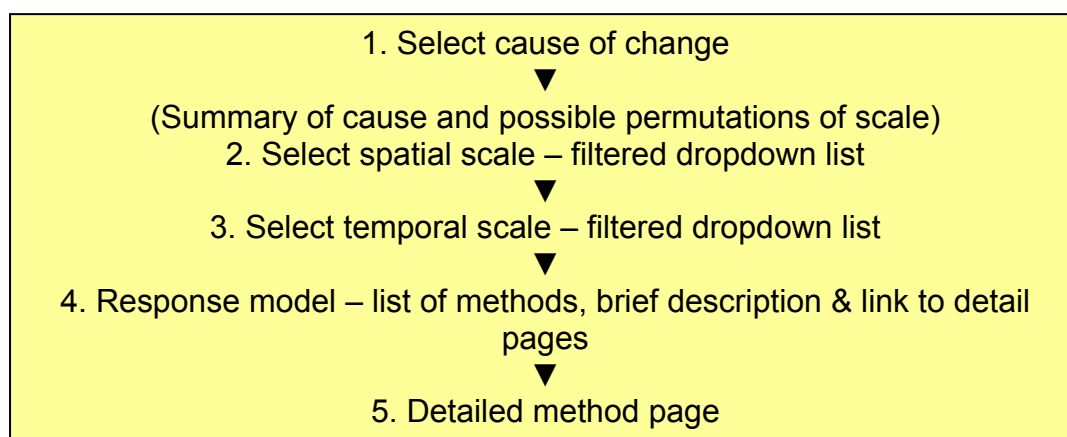 1. Select cause of change
▼
(Summary of cause and possible permutations of scale)
2. Select spatial scale – filtered dropdown list
▼
3. Select temporal scale – filtered dropdown list
▼
4. Response model – list of methods, brief description & link to detail
pages
▼
5. Detailed method page